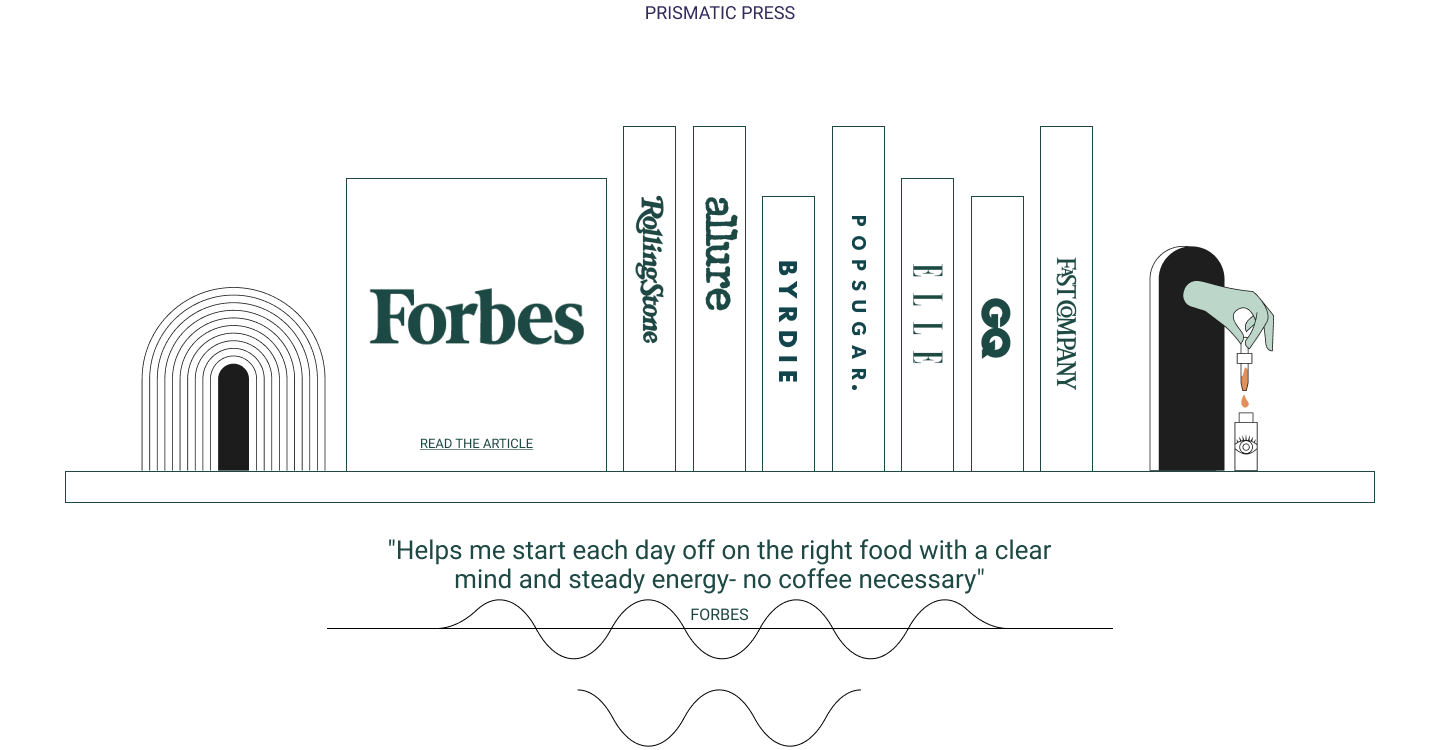 PRISMATIC PRESS
Forbes
READ THE ARTICLE
RollingStone
allure
BYRDIE
POPSUGAR.
ELLE
GQ
FAST COMPANY
"Helps me start each day off on the right food with a clear
mind and steady energy- no coffee necessary"
FORBES